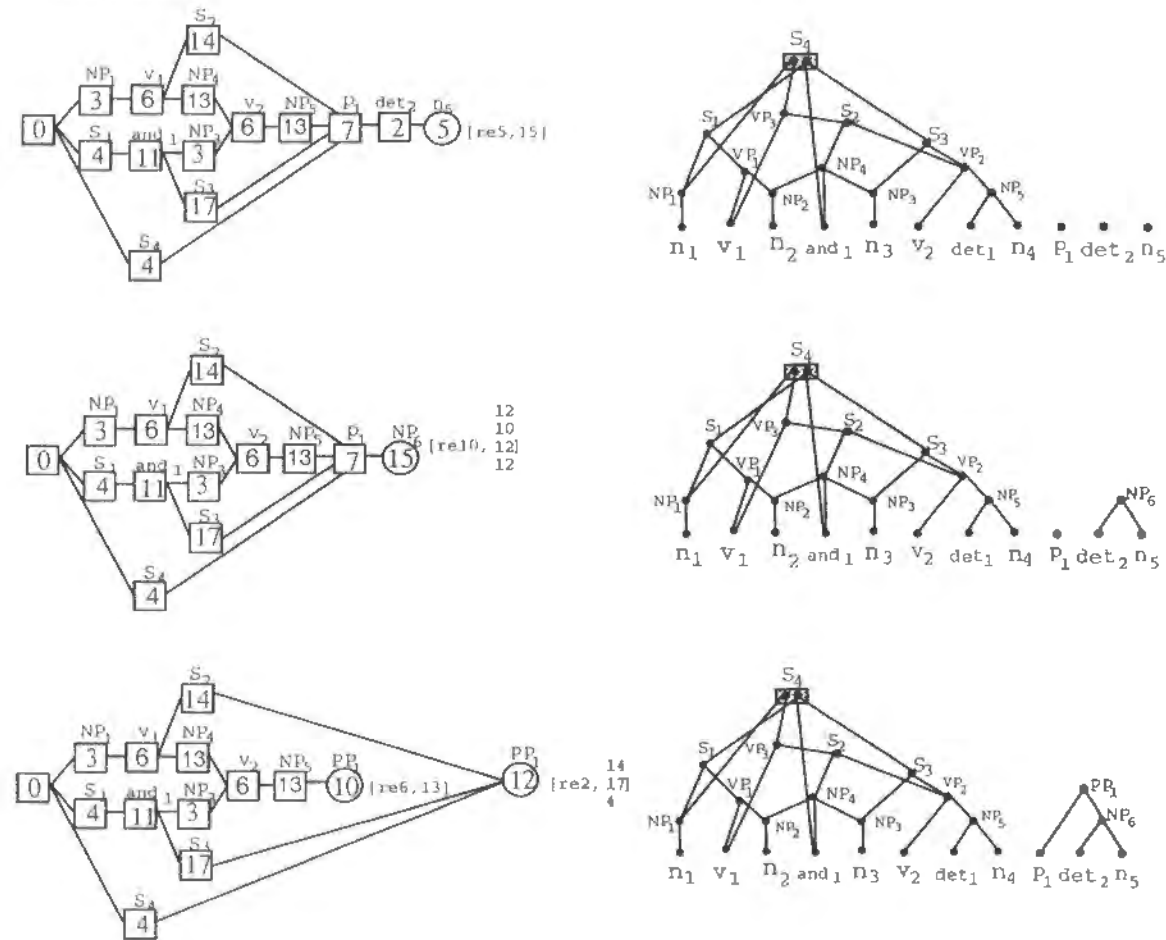 S₂
14
NP₁ v₁ NP₄
3 6 13
v₂ NP₅ p₁ det₂ n₅
0 6 13 7 2 5 [re5,15]
S₁ and₁ NP₃
4 11 3
S₃
17
S₄
4
S₄
S₁ VP₃ S₂ S₃
VP₁ NP₄ VP₂
NP₁ NP₂ NP₃ NP₅
n₁ v₁ n₂ and₁ n₃ v₂ det₁ n₄ p₁ det₂ n₅
S₂
14
NP₁ v₁ NP₄
3 6 13
v₂ NP₅ p₁ NP₆
0 6 13 7 15 [re10, 12]
12
10
12
S₁ and₁ NP₃
4 11 3
S₃
17
S₄
4
S₄
S₁ VP₃ S₂ S₃
VP₁ NP₄ VP₂
NP₁ NP₂ NP₃ NP₅ NP₆
n₁ v₁ n₂ and₁ n₃ v₂ det₁ n₄ p₁ det₂ n₅
S₂
14
NP₁ v₁ NP₄
3 6 13
v₂ NP₅ PP₁ PP₁
0 6 13 10 [re6,13] 12 [re2, 17]
14
4
S₁ and₁ NP₃
4 11 3
S₃
17
S₄
4
S₄
S₁ VP₃ S₂ S₃
VP₁ NP₄ VP₂ PP₁
NP₁ NP₂ NP₃ NP₅ NP₆
n₁ v₁ n₂ and₁ n₃ v₂ det₁ n₄ p₁ det₂ n₅